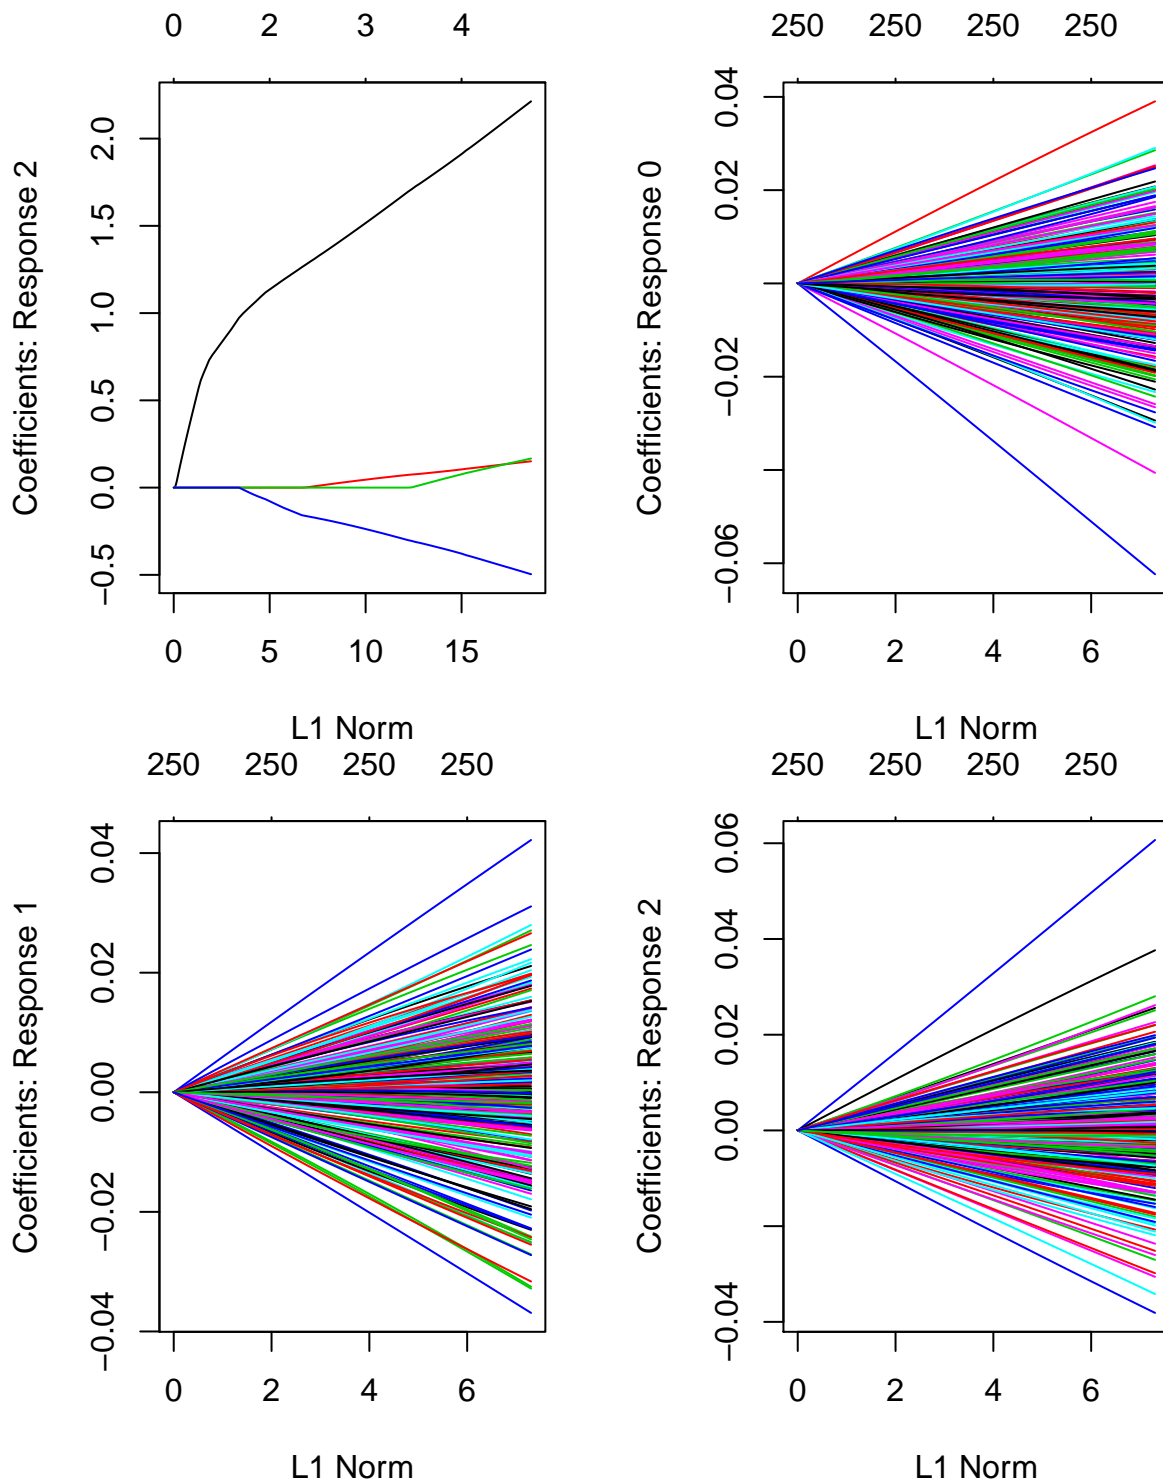 0 2 3 4
Coefficients: Response 2
2.0
1.5
1.0
0.5
0.0
−0.5
0 5 10 15
L1 Norm
250 250 250 250
Coefficients: Response 0
0.04
0.02
−0.02
−0.06
0 2 4 6
L1 Norm
250 250 250 250
Coefficients: Response 1
0.04
0.02
0.00
−0.02
−0.04
0 2 4 6
L1 Norm
250 250 250 250
Coefficients: Response 2
0.06
0.04
0.02
0.00
−0.04
0 2 4 6
L1 Norm